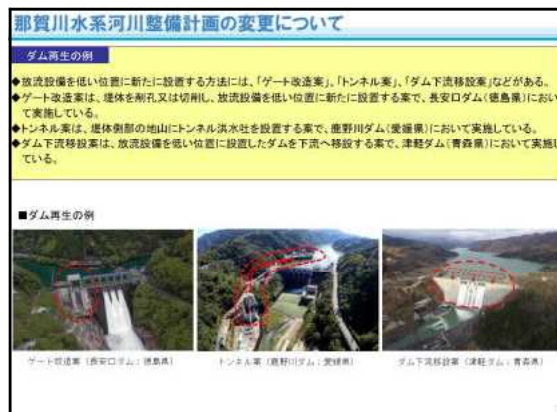 那賀川水系河川整備計画の変更について
ダム再生の例
◆放流設備を低い位置に新たに設置する方法には、「ゲート改造案」、「トンネル案」、「ダム下流移設案」などがある。
◆ゲート改造案は、堤体を削孔又は切削し、放流設備を低い位置に新たに設置する案で、長安口ダム(徳島県)におい
て実施している。
◆トンネル案は、堤体側部の地山にトンネル洪水吐を設置する案で、鹿野川ダム(愛媛県)において実施している。
◆ダム下流移設案は、放流設備を低い位置に設置したダムを下流へ移設する案で、津軽ダム(青森県)において実施し
ている。
■ダム再生の例
ゲート改造案(長安口ダム:徳島県)
トンネル案(鹿野川ダム:愛媛県)
ダム下流移設案(津軽ダム:青森県)